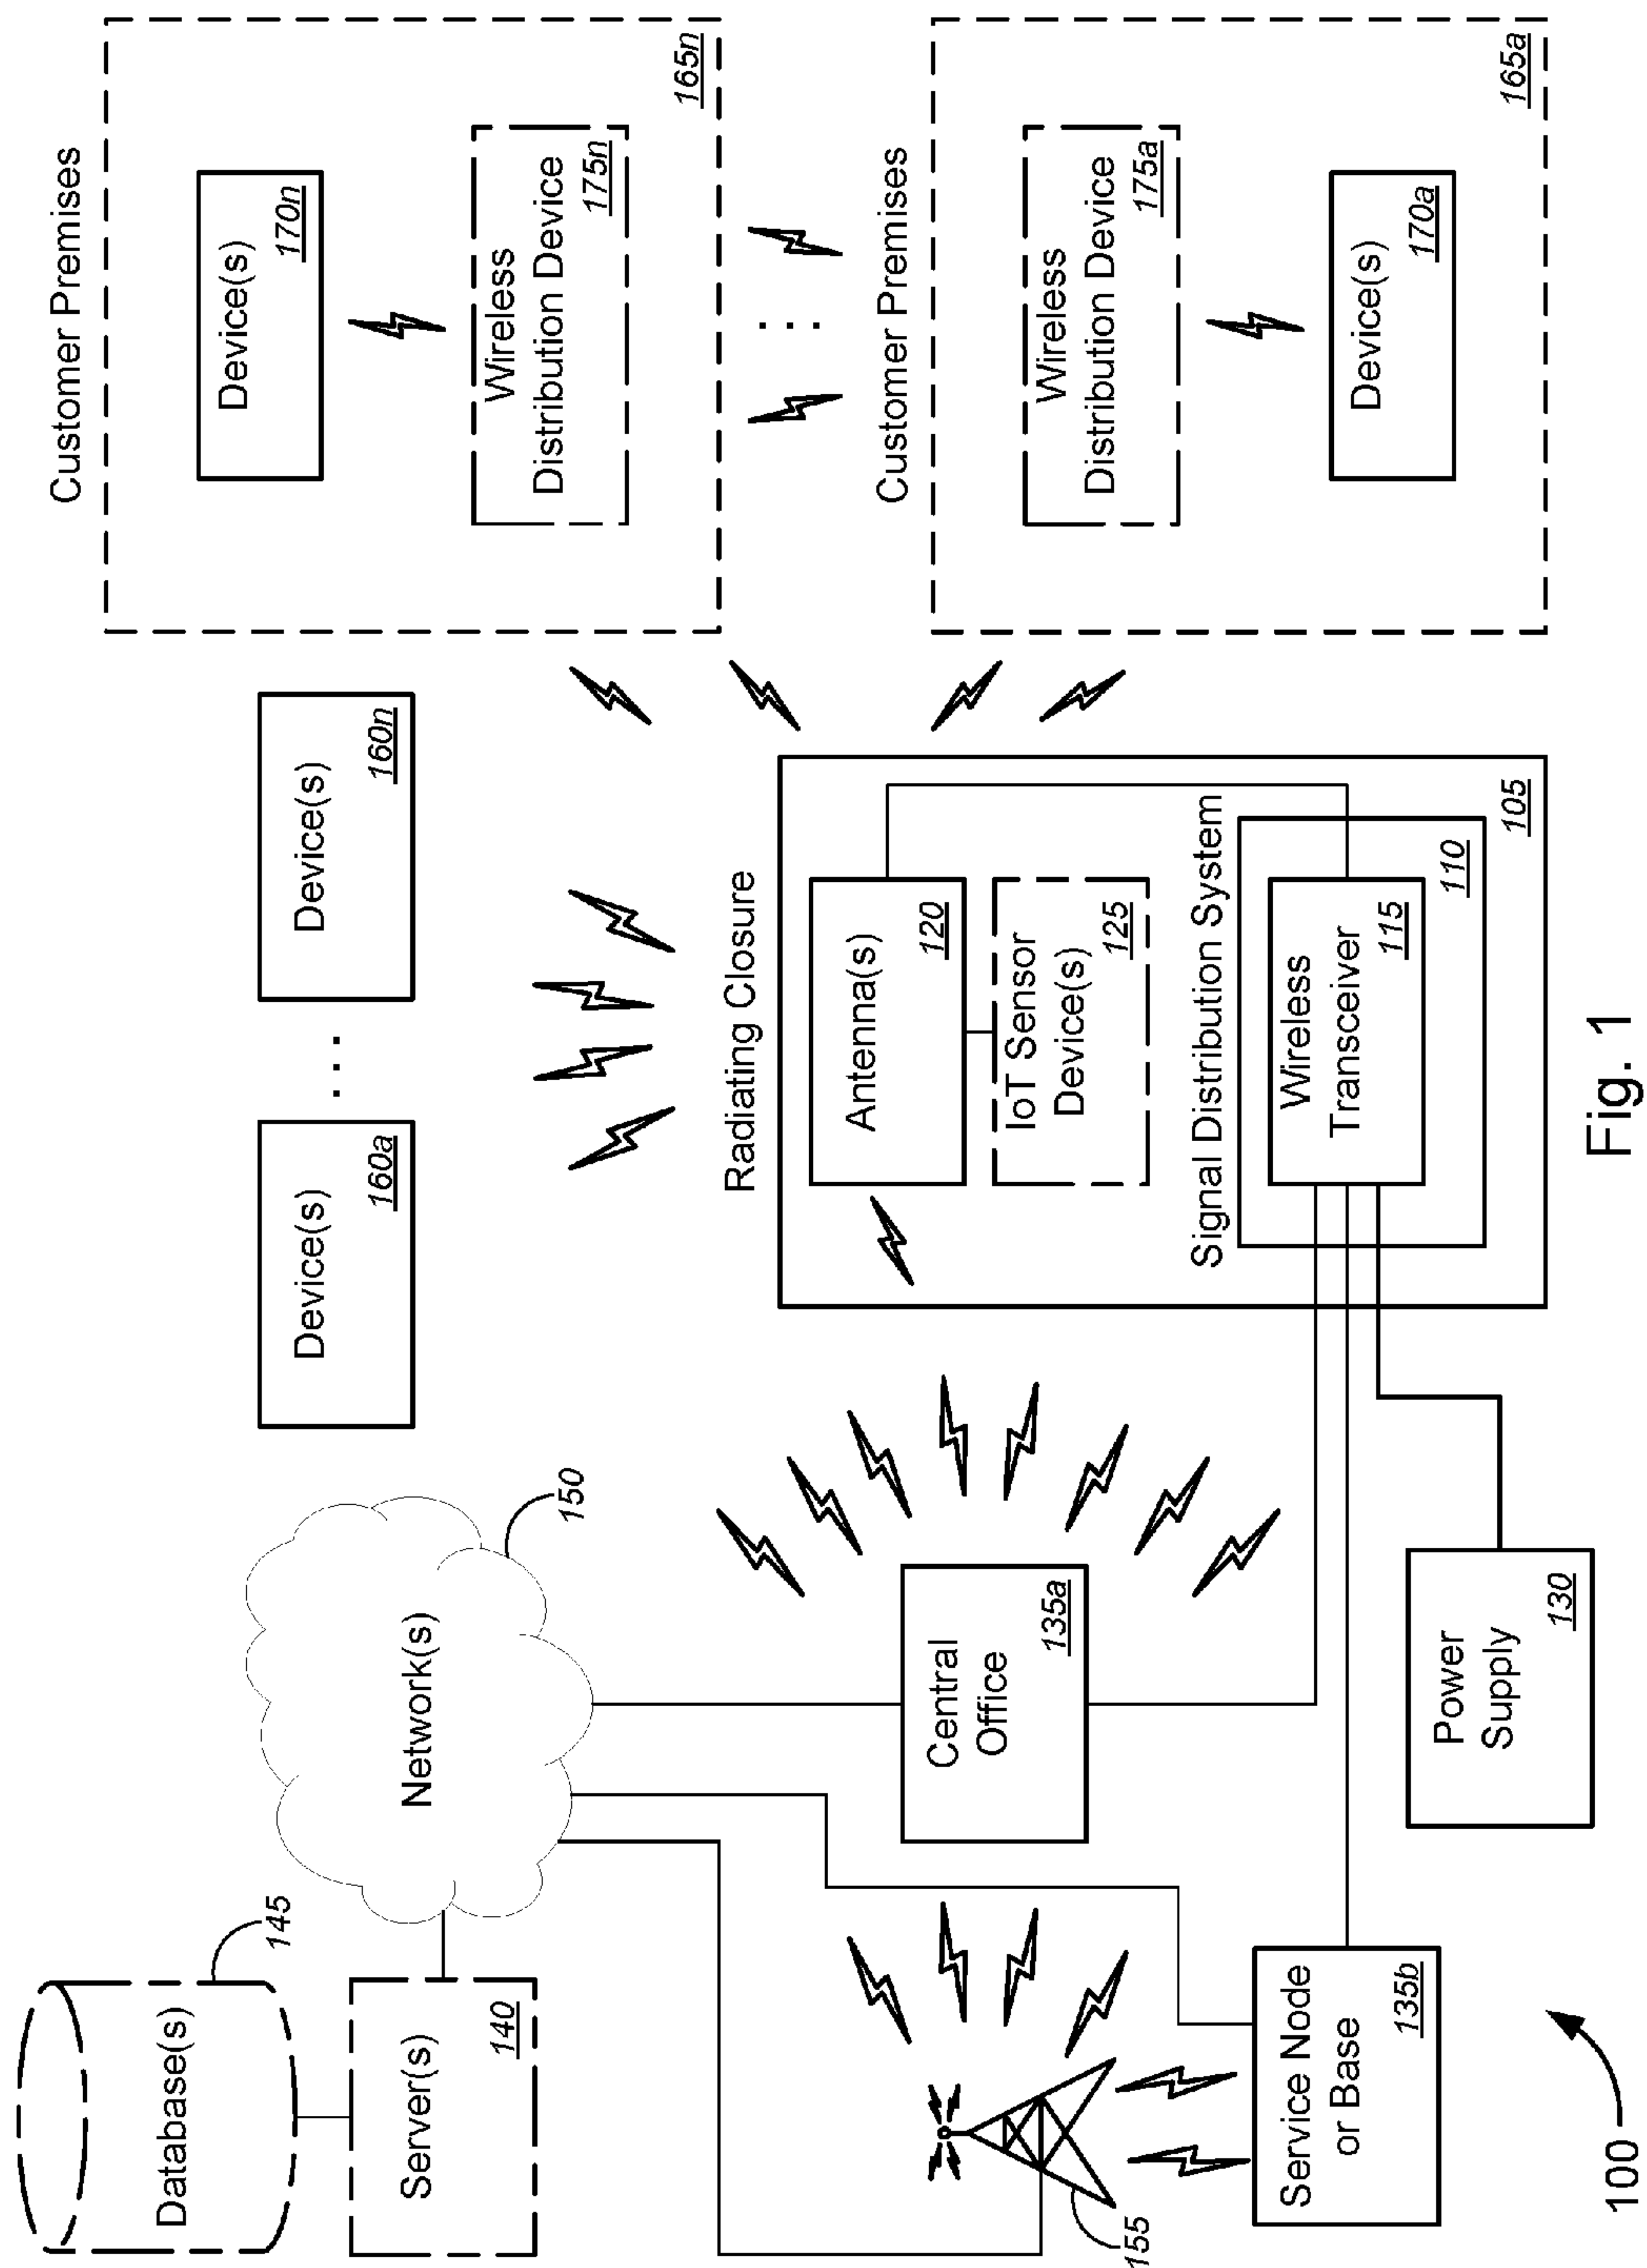 Database(s)
145
Server(s)
140
Network(s)
150
Device(s)
160a
. . .
Device(s)
160n
Customer Premises
Device(s)
170n
Wireless
Distribution Device
175n
165n
. . .
Customer Premises
Wireless
Distribution Device
175a
Device(s)
170a
165a
Radiating Closure
Antenna(s)
120
IoT Sensor
Device(s)
125
Signal Distribution System
Wireless
Transceiver
115
110
105
Central
Office
135a
155
Service Node
or Base
135b
Power
Supply
130
100
Fig. 1